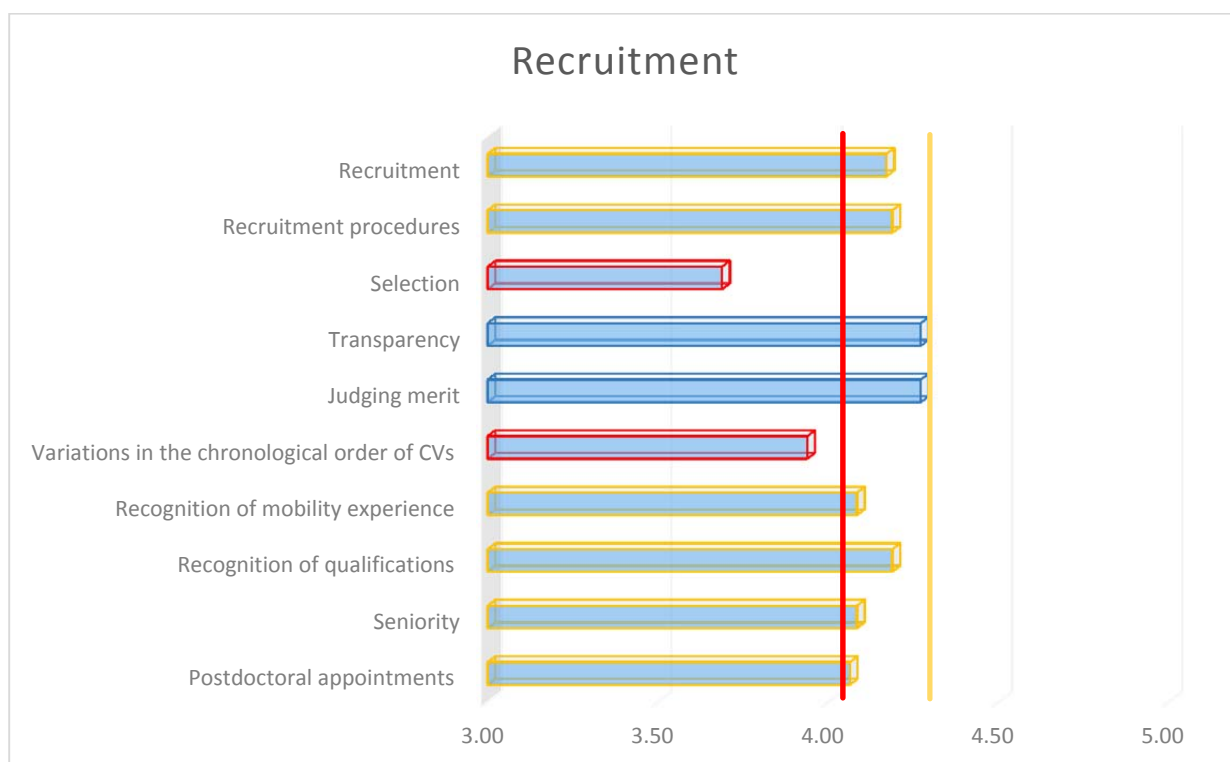 Recruitment
Recruitment
Recruitment procedures
Selection
Transparency
Judging merit
Variations in the chronological order of CVs
Recognition of mobility experience
Recognition of qualifications
Seniority
Postdoctoral appointments
3.00 3.50 4.00 4.50 5.00